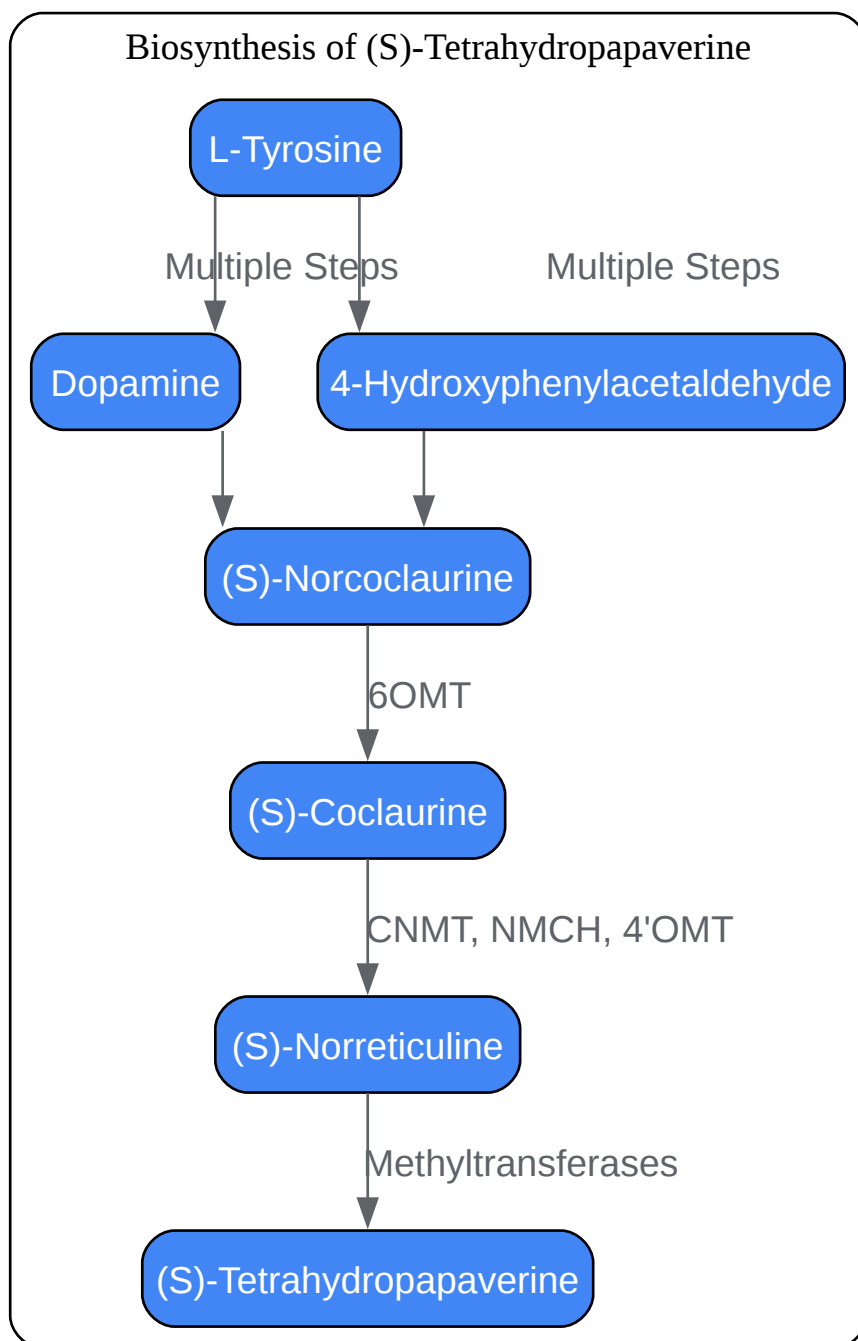 Biosynthesis of (S)-Tetrahydropapaverine
L-Tyrosine
Multiple Steps
Multiple Steps
Dopamine
4-Hydroxyphenylacetaldehyde
(S)-Norcoclaurine
6OMT
(S)-Coclaurine
CNMT, NMCH, 4'OMT
(S)-Norreticuline
Methyltransferases
(S)-Tetrahydropapaverine